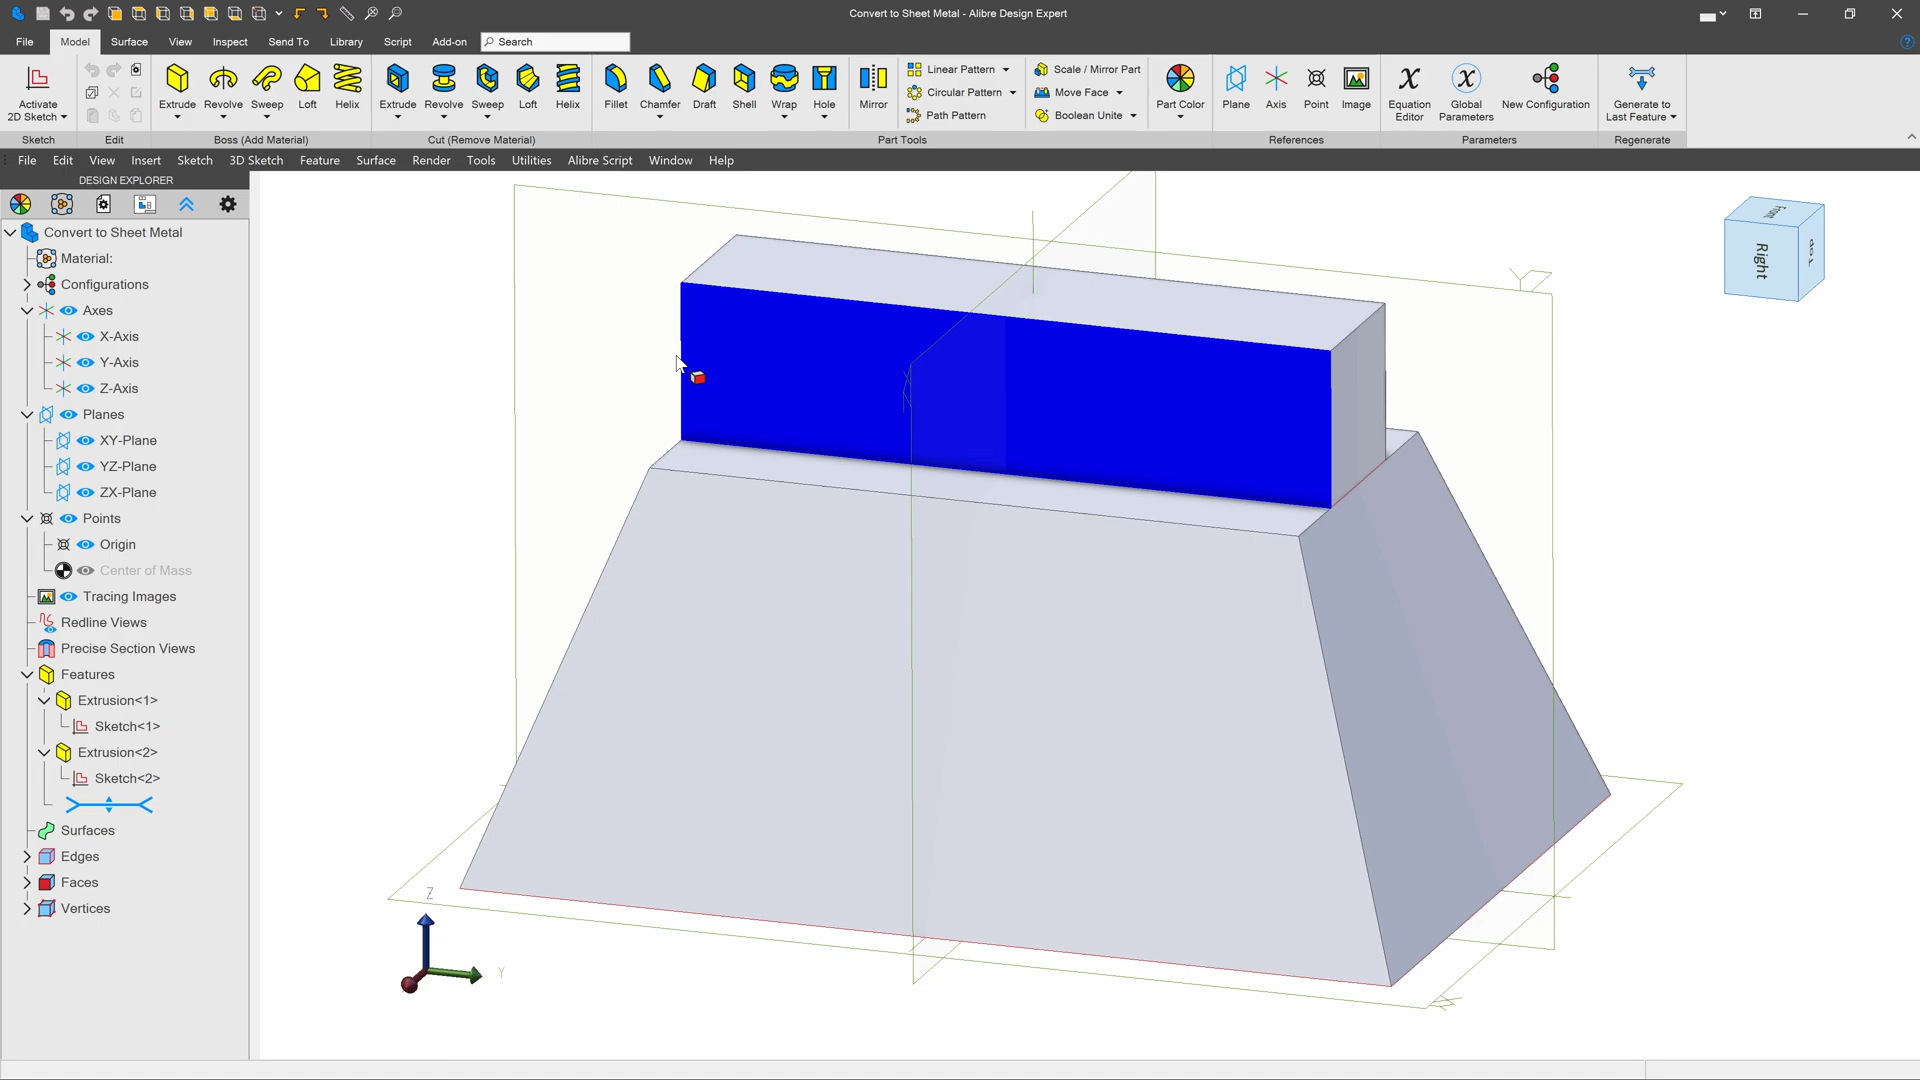 Convert to Sheet Metal - Alibre Design Expert
File Model Surface View Inspect Send To Library Script Add-on Search
Activate 2D Sketch
Extrude Revolve Sweep Loft Helix
Extrude Revolve Sweep Loft Helix
Fillet Chamfer Draft Shell Wrap Hole Mirror
Linear Pattern
Circular Pattern
Path Pattern
Scale / Mirror Part
Move Face
Boolean Unite
Part Color
Plane Axis Point Image
Equation Editor
Global Parameters
New Configuration
Generate to Last Feature
Sketch Edit Boss (Add Material) Cut (Remove Material) Part Tools References Parameters Regenerate
File Edit View Insert Sketch 3D Sketch Feature Surface Render Tools Utilities Alibre Script Window Help
DESIGN EXPLORER
Convert to Sheet Metal
Material:
Configurations
Axes
X-Axis
Y-Axis
Z-Axis
Planes
XY-Plane
YZ-Plane
ZX-Plane
Points
Origin
Center of Mass
Tracing Images
Redline Views
Precise Section Views
Features
Extrusion<1>
Sketch<1>
Extrusion<2>
Sketch<2>
Surfaces
Edges
Faces
Vertices
Front
Right
Top
Z
Y